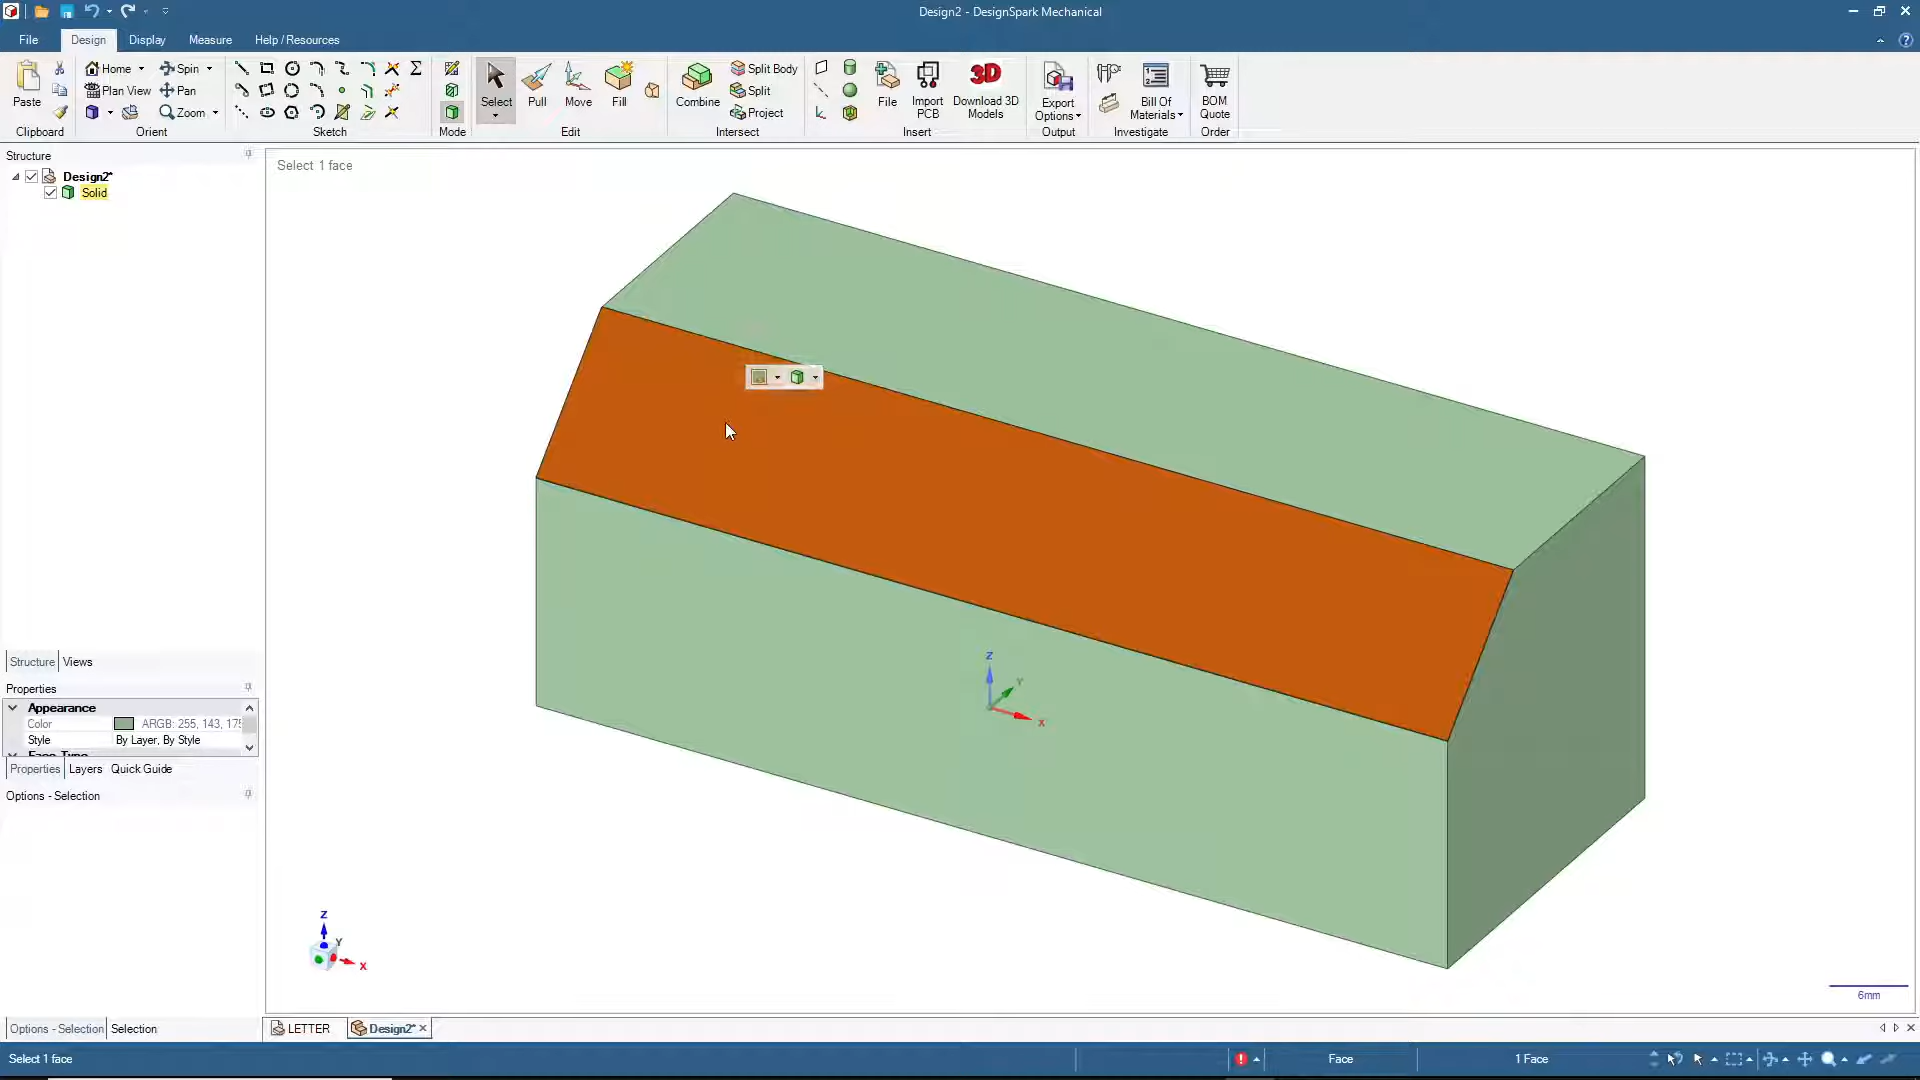 Design2 - DesignSpark Mechanical
File Design Display Measure Help / Resources
Paste
Clipboard
Home Spin
Plan View Pan
Zoom
Orient
Sketch
Mode
Select Pull Move Fill
Edit
Combine
Split Body
Split
Project
Intersect
File
Import PCB
3D
Download 3D Models
Insert
Export Options
Output
Bill Of Materials
Investigate
BOM Quote
Order
Structure
Design2*
Solid
Select 1 face
Z
Y
X
Structure Views
Properties
Appearance
Color ARGB: 255, 143, 175
Style By Layer, By Style
Face Type
Properties Layers Quick Guide
Options - Selection
Z
Y
X
6mm
Options - Selection Selection
LETTER Design2*
Select 1 face Face 1 Face